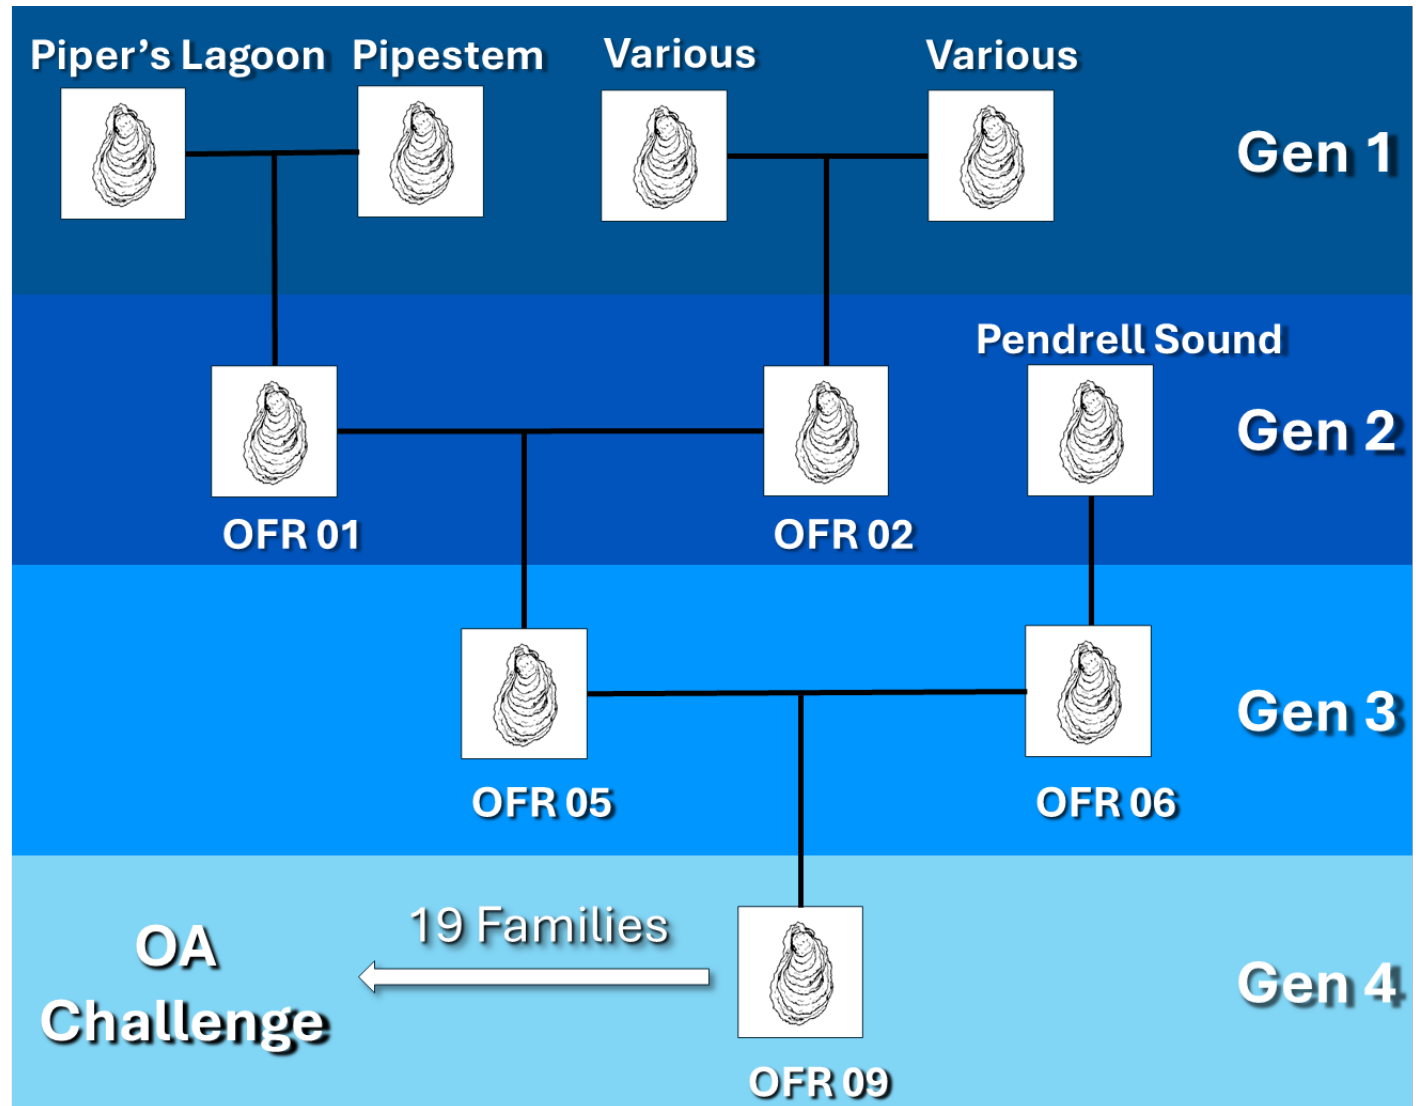 Piper's Lagoon
Pipestem
Various
Various
Gen 1
Pendrell Sound
Gen 2
OFR 01
OFR 02
Gen 3
OFR 05
OFR 06
19 Families
OA
Challenge
Gen 4
OFR 09